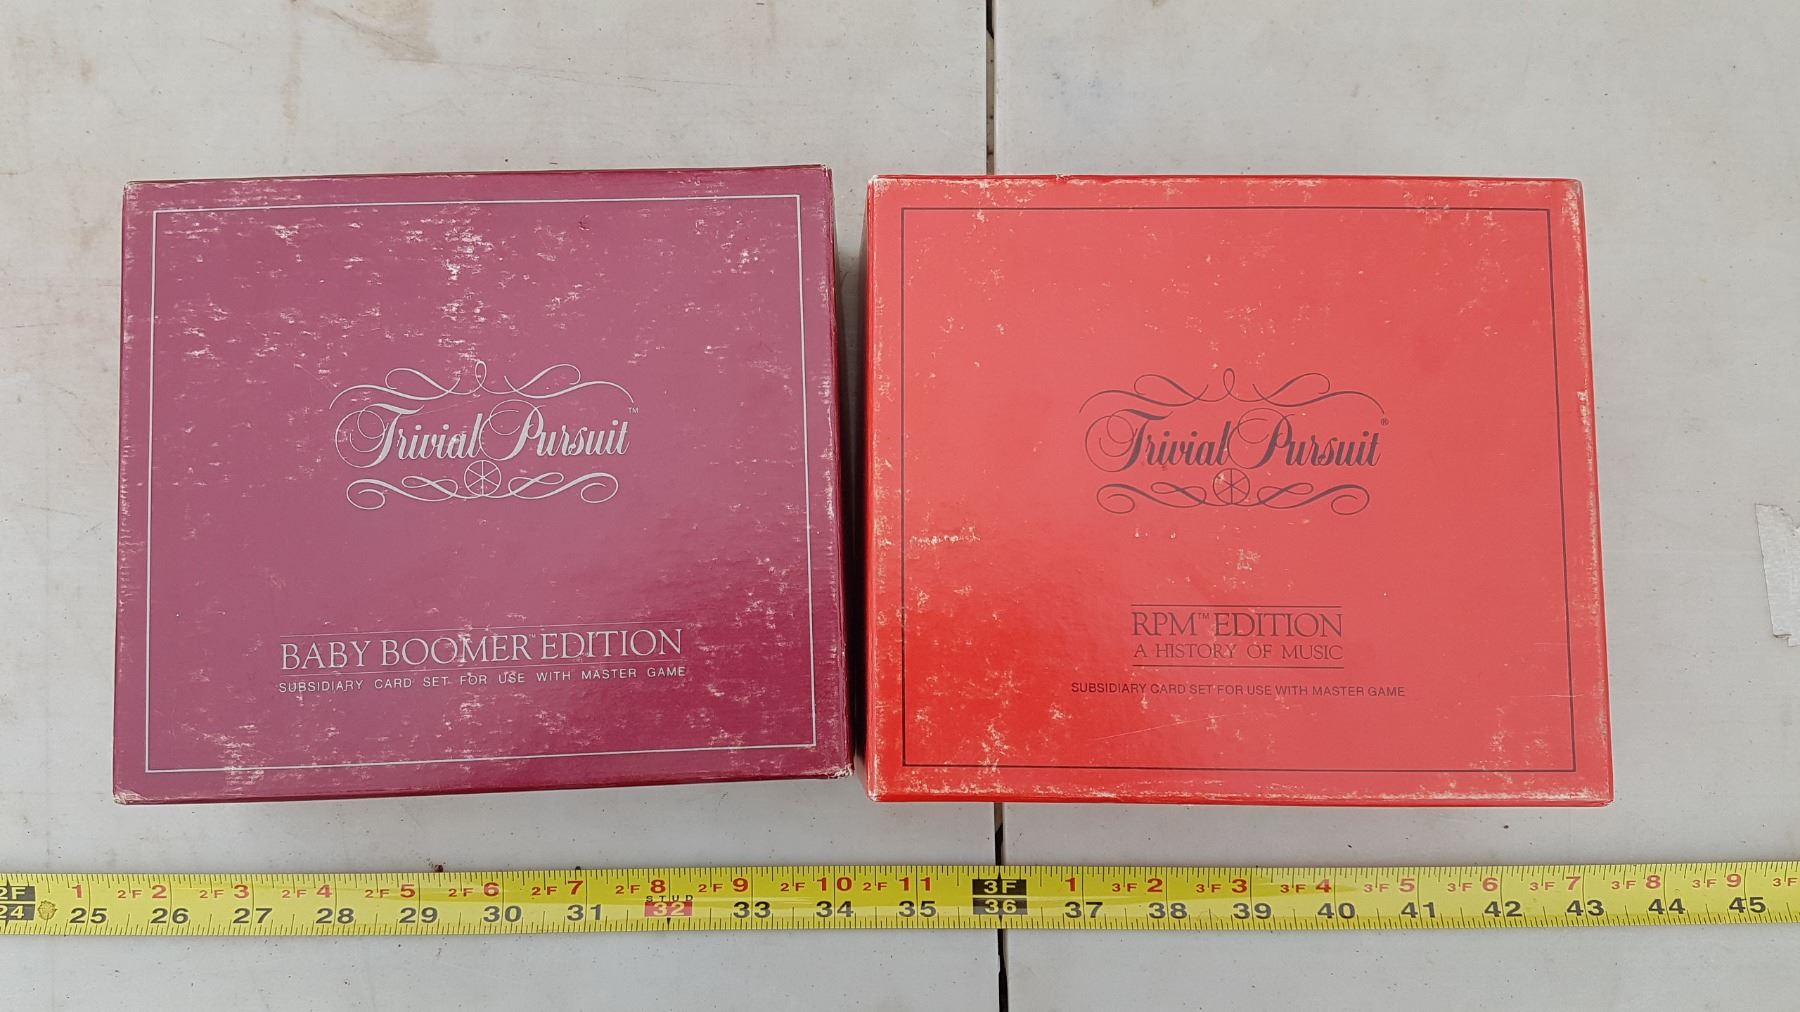 Trivial Pursuit™
BABY BOOMER™ EDITION
SUBSIDIARY CARD SET FOR USE WITH MASTER GAME
Trivial Pursuit®
RPM™ EDITION
A HISTORY OF MUSIC
SUBSIDIARY CARD SET FOR USE WITH MASTER GAME
2F 1 2F 2 2F 3 2F 4 2F 5 2F 6 2F 7 2F 8 2F 9 2F 10 2F 11 3F 1 3F 2 3F 3 3F 4 3F 5 3F 6 3F 7 3F 8 3F 9 3F
STUD
24 25 26 27 28 29 30 31 32 33 34 35 36 37 38 39 40 41 42 43 44 45